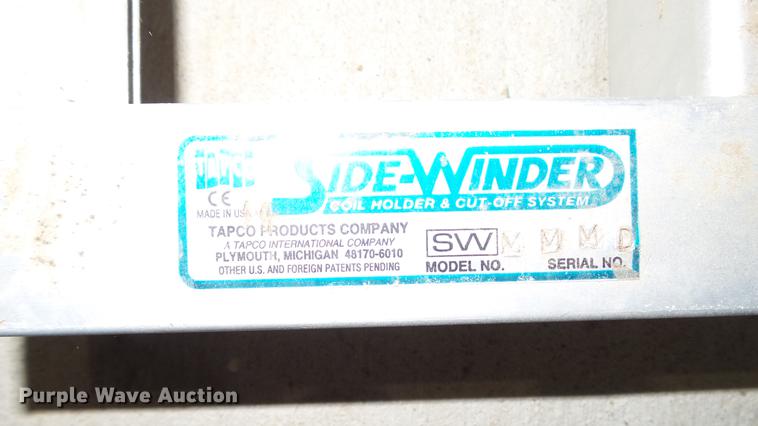 SIDE-WINDER
COIL HOLDER & CUT-OFF SYSTEM
CE
MADE IN USA
TAPCO PRODUCTS COMPANY
A TAPCO INTERNATIONAL COMPANY
PLYMOUTH, MICHIGAN 48170-6010
OTHER U.S. AND FOREIGN PATENTS PENDING
SW M M M D
MODEL NO. SERIAL NO.
Purple Wave Auction